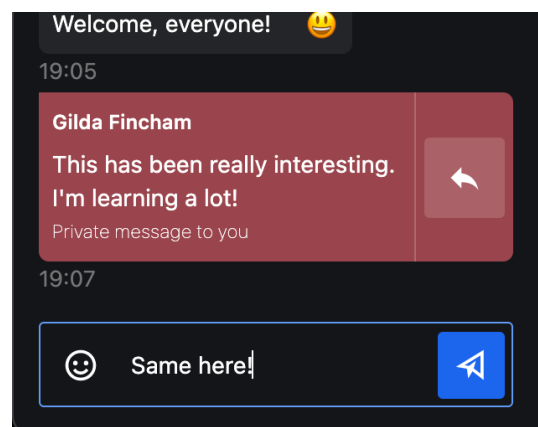 Welcome, everyone! 😃
19:05
Gilda Fincham
This has been really interesting.
I'm learning a lot!
Private message to you
19:07
Same here!